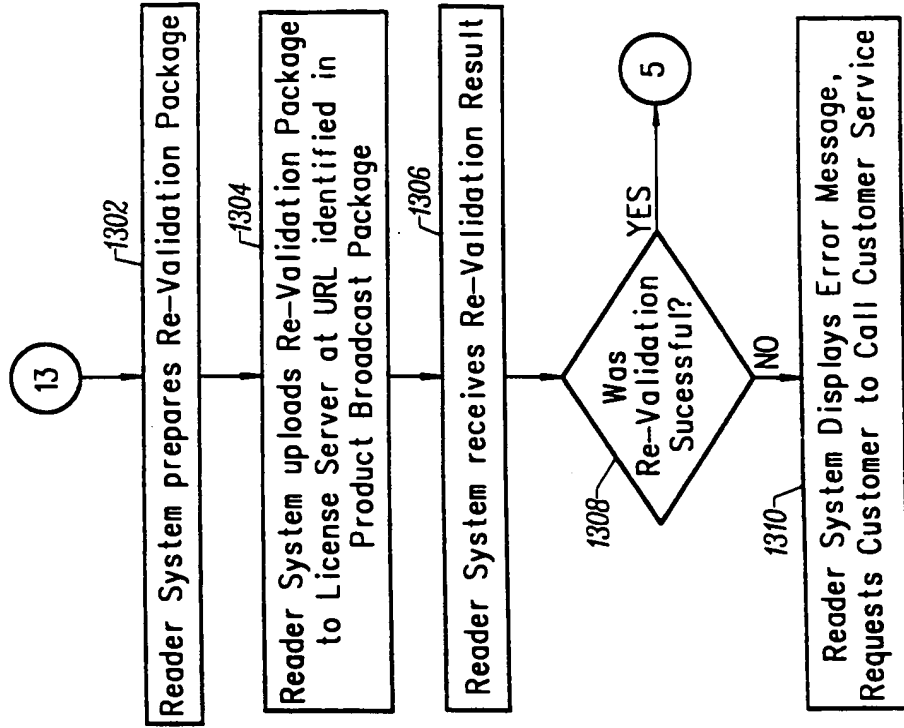 13
1302
Reader System prepares Re-Validation Package
1304
Reader System uploads Re-Validation Package
to License Server at URL identified in
Product Broadcast Package
1306
Reader System receives Re-Validation Result
1308
Was
Re-Validation
Sucessful?
YES
5
NO
1310
Reader System Displays Error Message,
Requests Customer to Call Customer Service